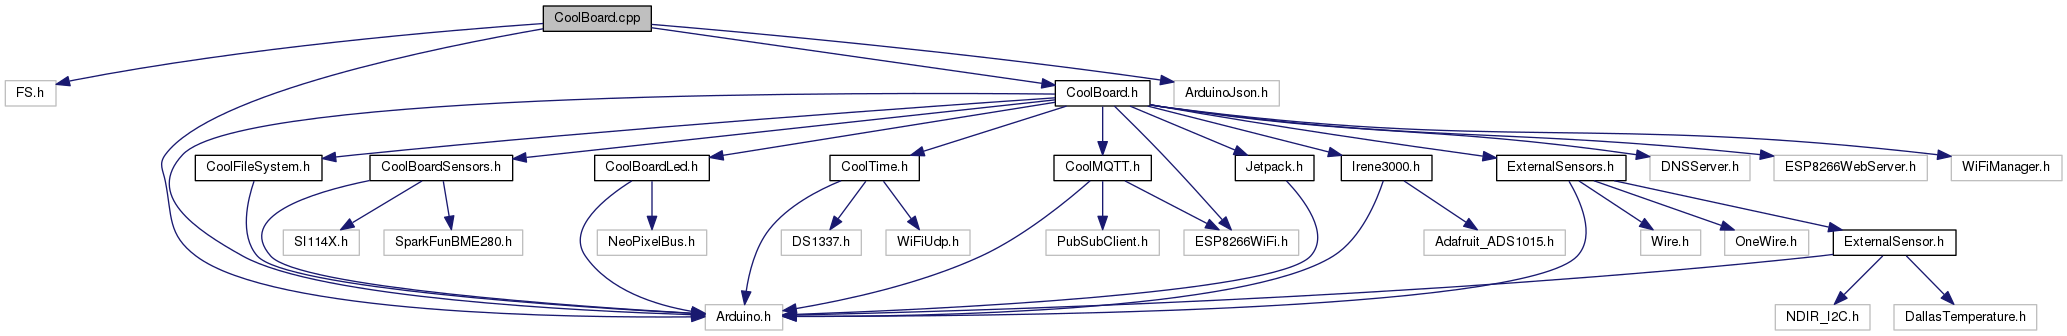 CoolBoard.cpp
FS.h
CoolBoard.h
ArduinoJson.h
CoolFileSystem.h
CoolBoardSensors.h
CoolBoardLed.h
CoolTime.h
CoolMQTT.h
Jetpack.h
Irene3000.h
ExternalSensors.h
DNSServer.h
ESP8266WebServer.h
WiFiManager.h
SI114X.h
SparkFunBME280.h
NeoPixelBus.h
DS1337.h
WiFiUdp.h
PubSubClient.h
ESP8266WiFi.h
Adafruit_ADS1015.h
Wire.h
OneWire.h
ExternalSensor.h
Arduino.h
NDIR_I2C.h
DallasTemperature.h